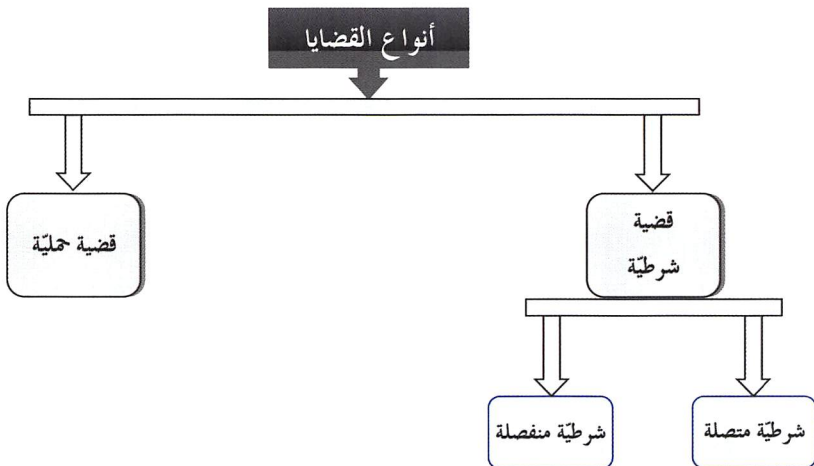 أنواع القضايا
قضية
شرطيّة
قضية حمليّة
شرطيّة متصلة
شرطيّة منفصلة